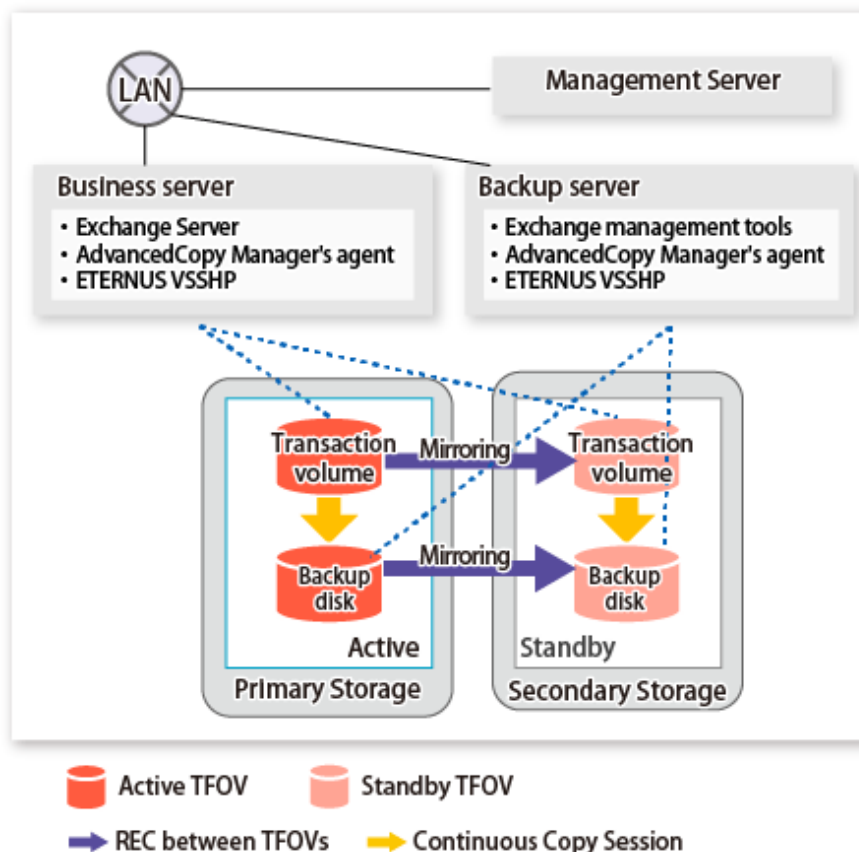 LAN
Management Server
Business server
• Exchange Server
• AdvancedCopy Manager's agent
• ETERNUS VSSHP
Backup server
• Exchange management tools
• AdvancedCopy Manager's agent
• ETERNUS VSSHP
Transaction
volume
Mirroring
Transaction
volume
Backup
disk
Mirroring
Backup
disk
Active
Standby
Primary Storage
Secondary Storage
Active TFOV
Standby TFOV
REC between TFOVs
Continuous Copy Session